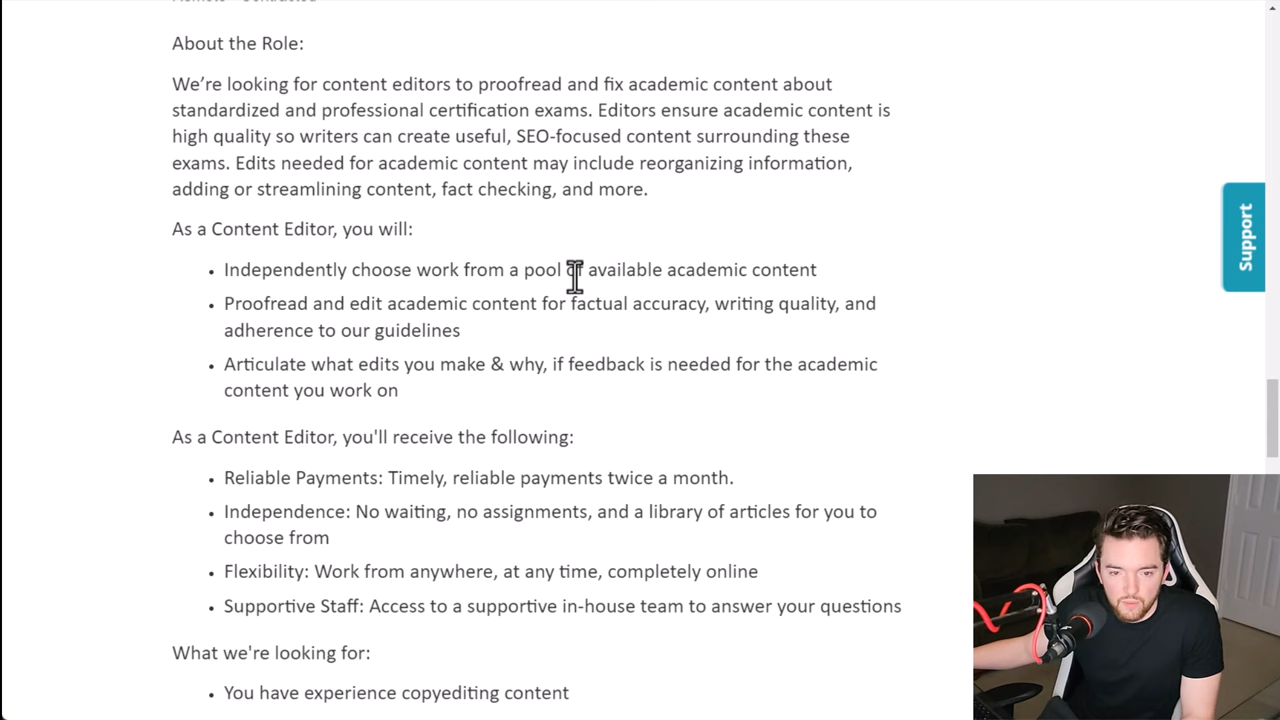 About the Role:
We're looking for content editors to proofread and fix academic content about
standardized and professional certification exams. Editors ensure academic content is
high quality so writers can create useful, SEO-focused content surrounding these
exams. Edits needed for academic content may include reorganizing information,
adding or streamlining content, fact checking, and more.
As a Content Editor, you will:
• Independently choose work from a pool of available academic content
• Proofread and edit academic content for factual accuracy, writing quality, and
adherence to our guidelines
• Articulate what edits you make & why, if feedback is needed for the academic
content you work on
As a Content Editor, you'll receive the following:
• Reliable Payments: Timely, reliable payments twice a month.
• Independence: No waiting, no assignments, and a library of articles for you to
choose from
• Flexibility: Work from anywhere, at any time, completely online
• Supportive Staff: Access to a supportive in-house team to answer your questions
What we're looking for:
• You have experience copyediting content
Support